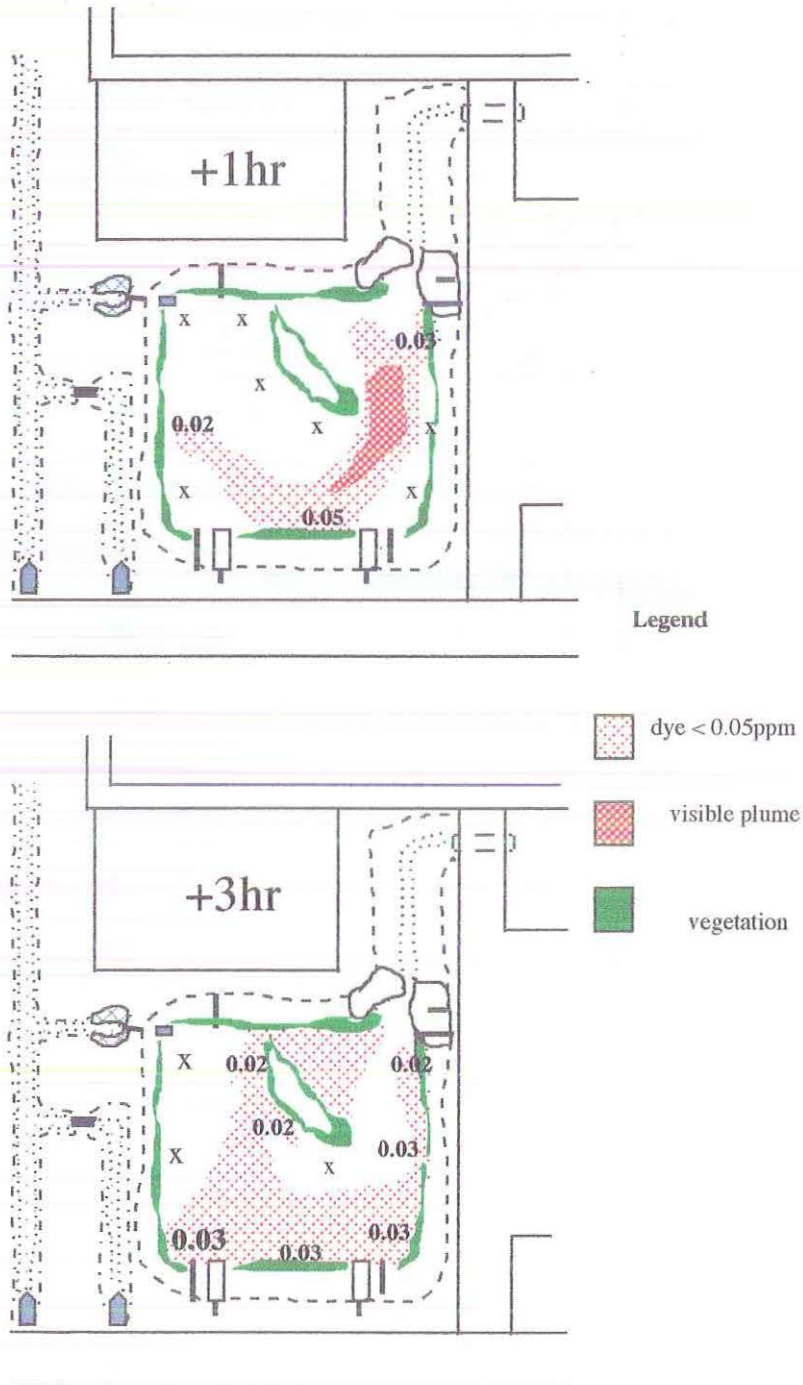 +1hr
x x
0.03
x
0.02
x x
x x
0.05
Legend
dye < 0.05ppm
visible plume
vegetation
+3hr
x 0.02 0.02
0.02
0.03
x
x
0.03
0.03
0.03